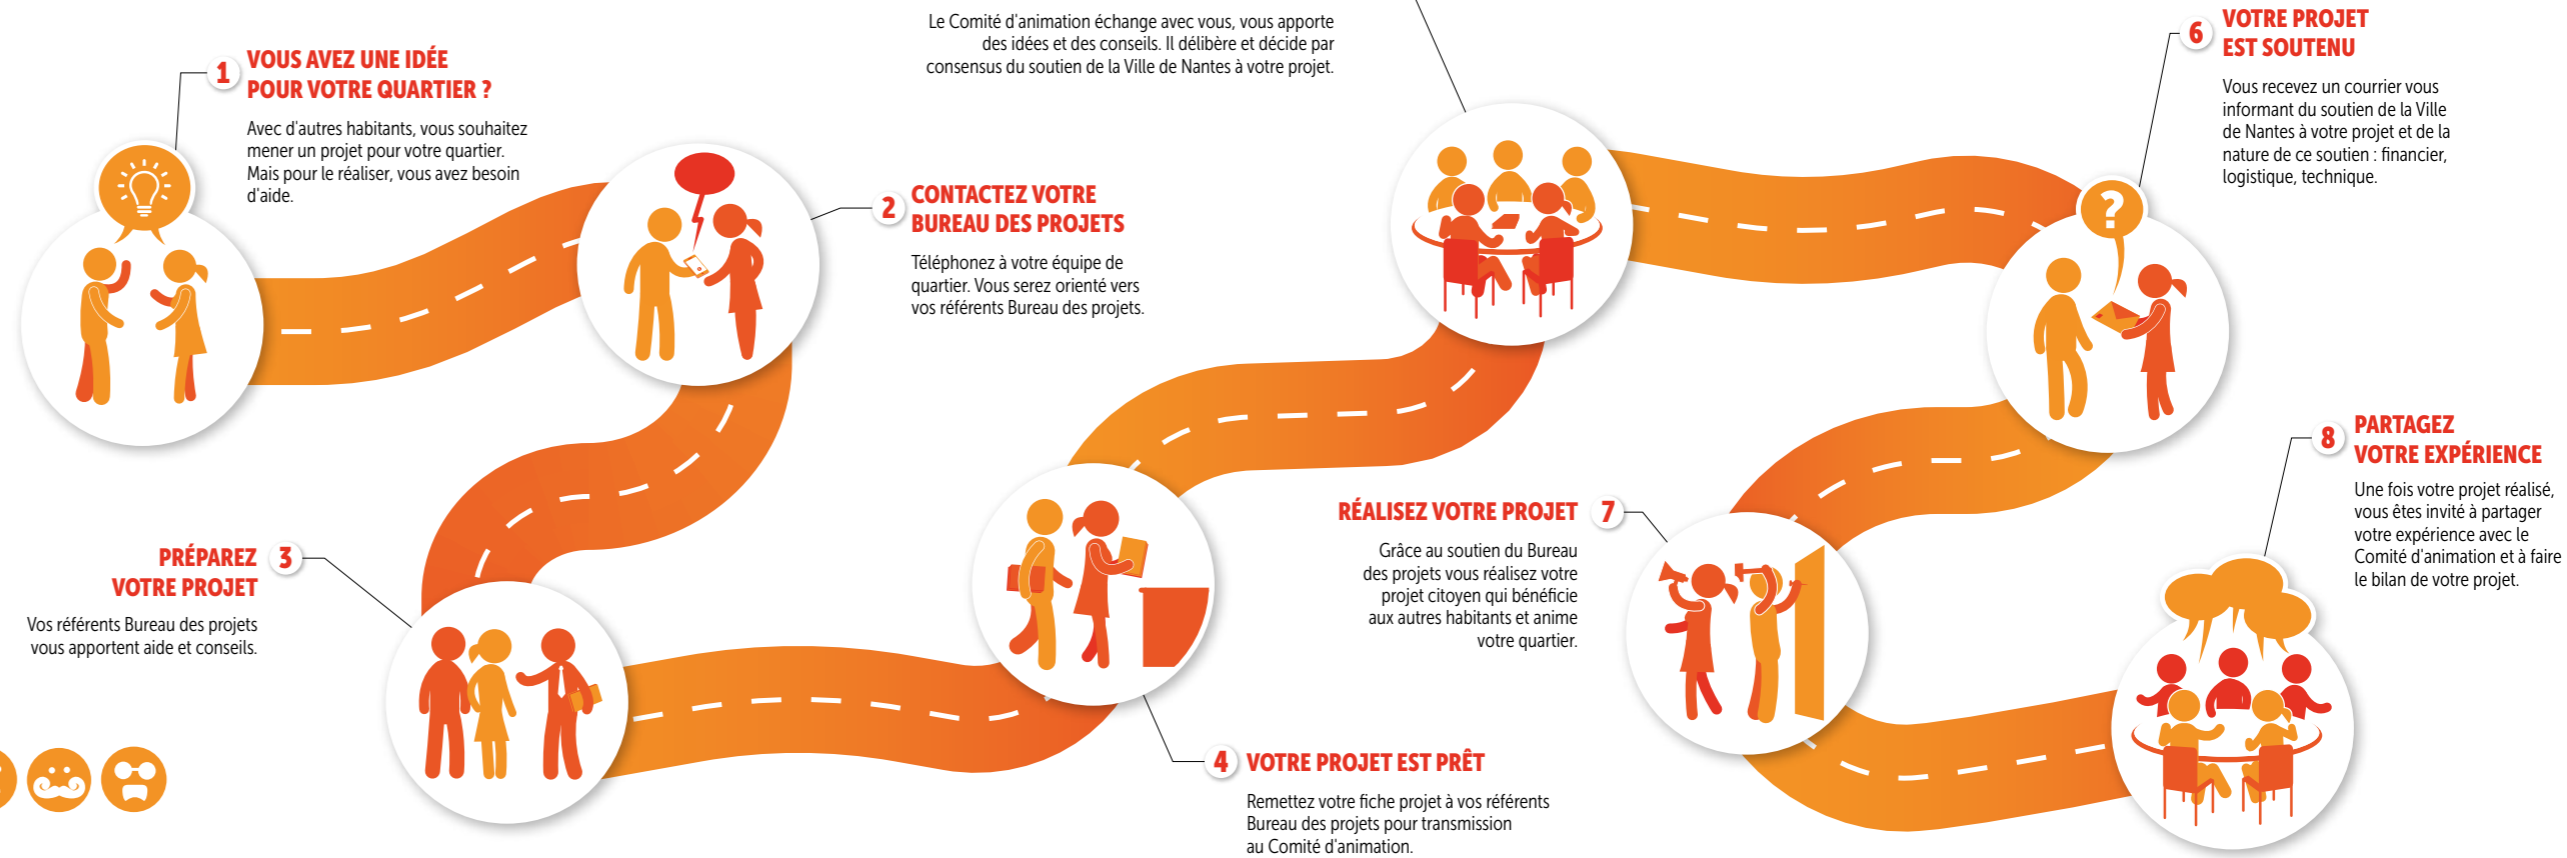 1
VOUS AVEZ UNE IDÉE
POUR VOTRE QUARTIER ?
Avec d'autres habitants, vous souhaitez
mener un projet pour votre quartier.
Mais pour le réaliser, vous avez besoin
d'aide.
2
CONTACTEZ VOTRE
BUREAU DES PROJETS
Téléphonez à votre équipe de
quartier. Vous serez orienté vers
vos référents Bureau des projets.
PRÉPAREZ
VOTRE PROJET
3
Vos référents Bureau des projets
vous apportent aide et conseils.
4
VOTRE PROJET EST PRÊT
Remettez votre fiche projet à vos référents
Bureau des projets pour transmission
au Comité d'animation.
Le Comité d'animation échange avec vous, vous apporte
des idées et des conseils. Il délibère et décide par
consensus du soutien de la Ville de Nantes à votre projet.
6
VOTRE PROJET
EST SOUTENU
Vous recevez un courrier vous
informant du soutien de la Ville
de Nantes à votre projet et de la
nature de ce soutien : financier,
logistique, technique.
?
RÉALISEZ VOTRE PROJET
7
Grâce au soutien du Bureau
des projets vous réalisez votre
projet citoyen qui bénéficie
aux autres habitants et anime
votre quartier.
8
PARTAGEZ
VOTRE EXPÉRIENCE
Une fois votre projet réalisé,
vous êtes invité à partager
votre expérience avec le
Comité d'animation et à faire
le bilan de votre projet.